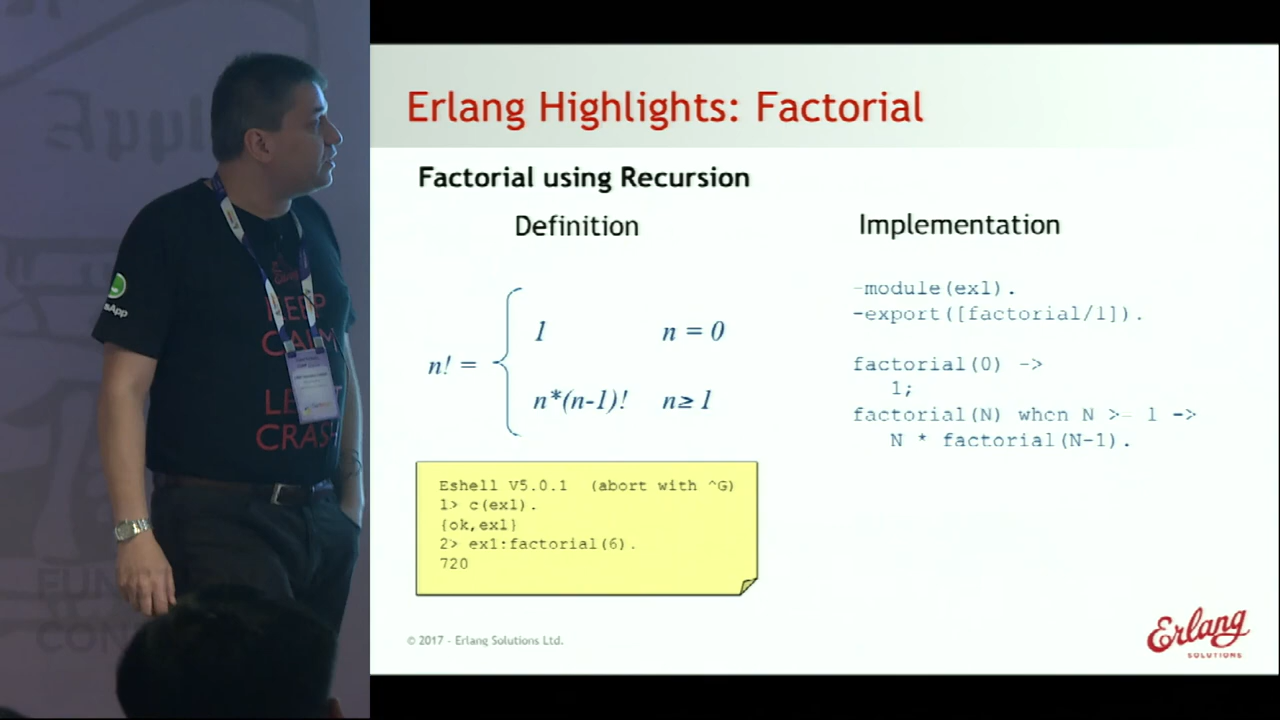 Erlang Highlights: Factorial
Factorial using Recursion
Definition
Implementation
n! =
1 n = 0
n*(n-1)! n≥1
-module(ex1).
-export([factorial/1]).
factorial(0) ->
1;
factorial(N) when N >= 1 ->
N * factorial(N-1).
Eshell V5.0.1 (abort with ^G)
1> c(ex1).
{ok,ex1}
2> ex1:factorial(6).
720
© 2017 - Erlang Solutions Ltd.
Erlang
SOLUTIONS
KEEP
CALM
CRASH